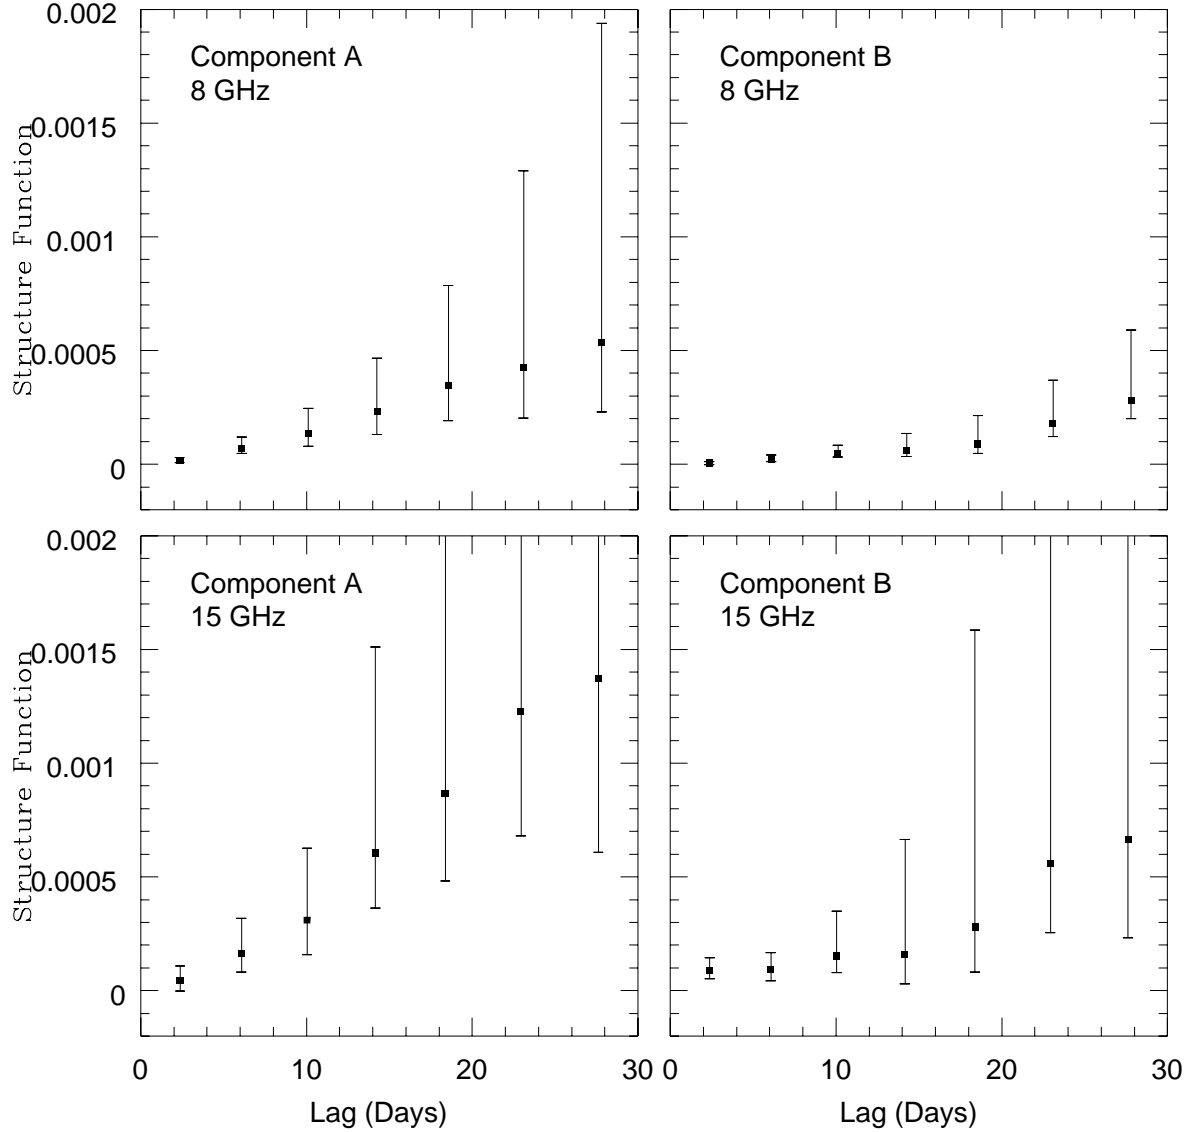 0.002
Component A
8 GHz
0.0015
0.001
0.0005
0
Structure Function
Component B
8 GHz
0.002
Component A
15 GHz
0.0015
0.001
0.0005
0
Structure Function
0 10 20 30
Lag (Days)
Component B
15 GHz
0 10 20 30
Lag (Days)